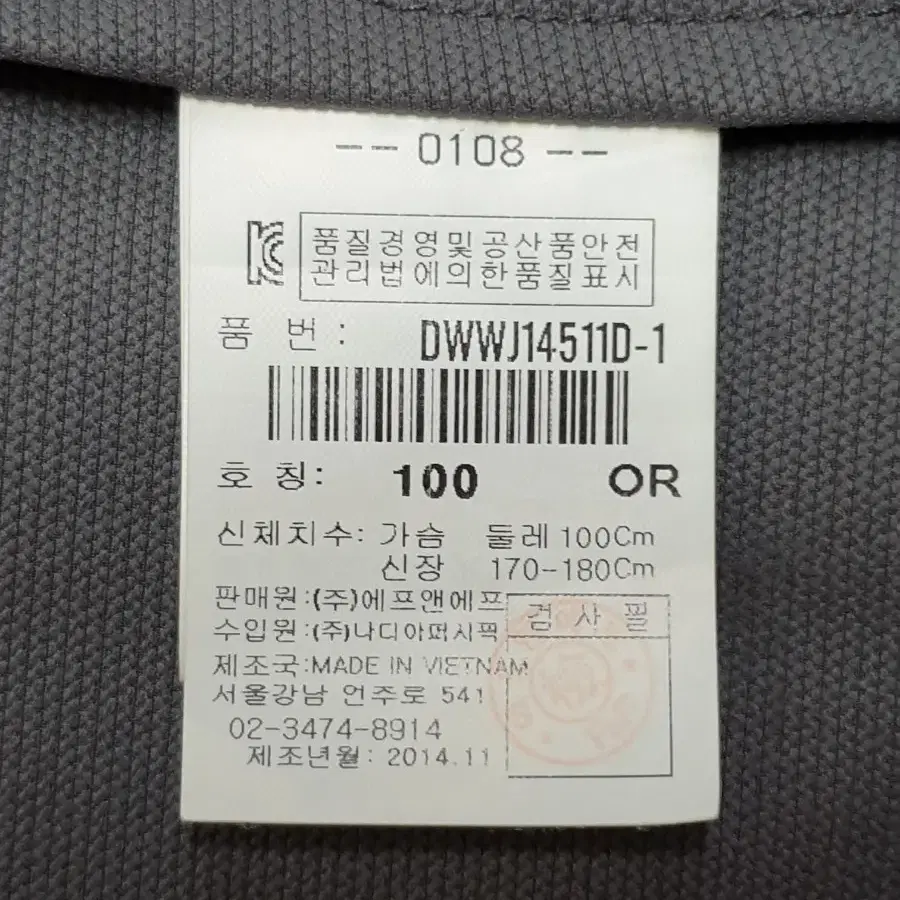 -- 0108 --
품질경영및공산품안전
관리법에의한품질표시
품 번 : DWWJ14511D-1
호 칭: 100 OR
신체치수: 가슴 둘레 100Cm
신장 170-180Cm
판매원:(주)에프앤에프
수입원:(주)나디아퍼시픽
검 사 필
제조국:MADE IN VIETNAM
서울강남 언주로 541
02-3474-8914
제조년월: 2014.11